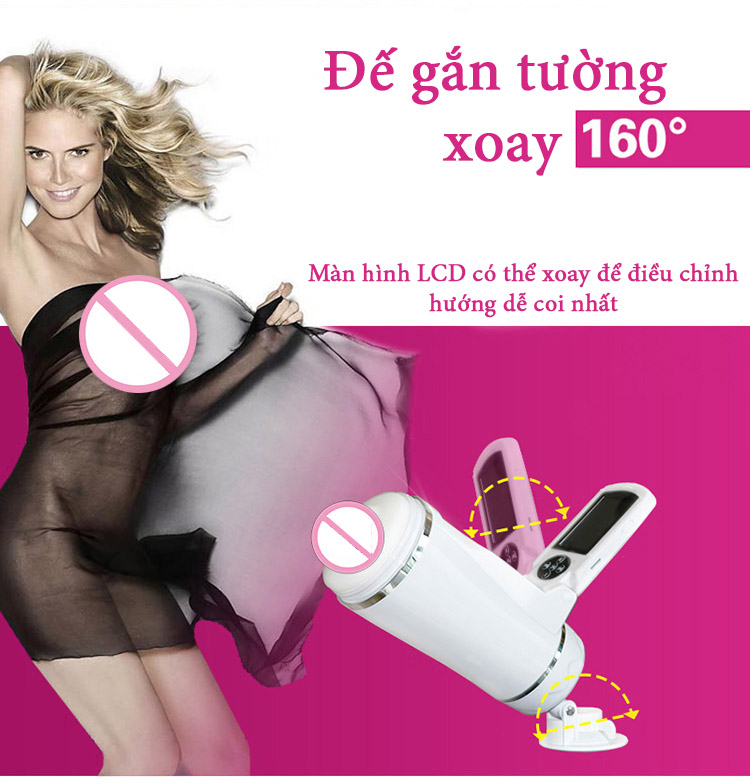 Đế gắn tường
xoay 160°
Màn hình LCD có thể xoay để điều chỉnh
hướng dễ coi nhất